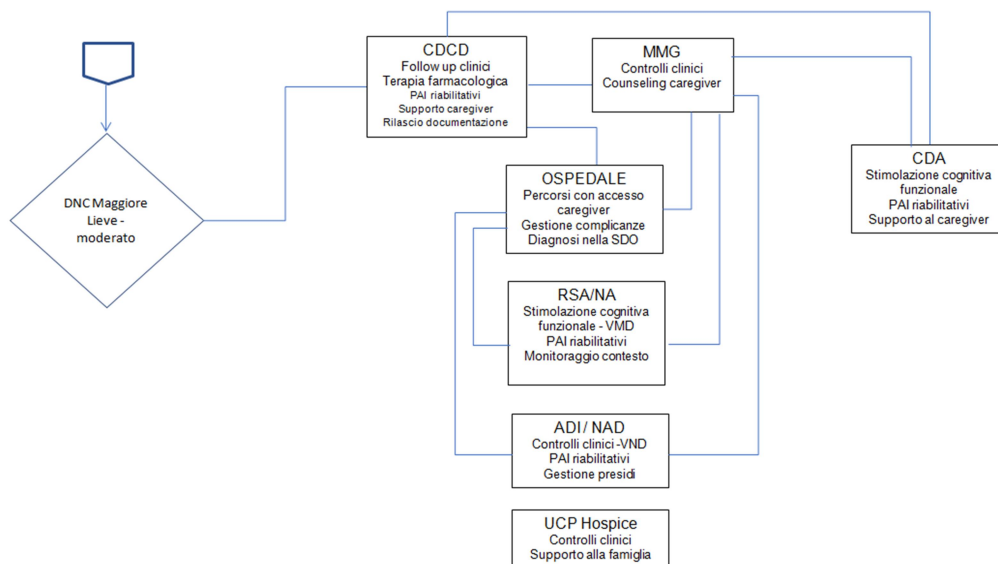 DNC Maggiore
Lieve -
moderato
CDCD
Follow up clinici
Terapia farmacologica
PAI riabilitativi
Supporto caregiver
Rilascio documentazione
MMG
Controlli clinici
Counseling caregiver
CDA
Stimolazione cognitiva
funzionale
PAI riabilitativi
Supporto al caregiver
OSPEDALE
Percorsi con accesso
caregiver
Gestione complicanze
Diagnosi nella SDO
RSA/NA
Stimolazione cognitiva
funzionale - VMD
PAI riabilitativi
Monitoraggio contesto
ADI / NAD
Controlli clinici -VND
PAI riabilitativi
Gestione presidi
UCP Hospice
Controlli clinici
Supporto alla famiglia